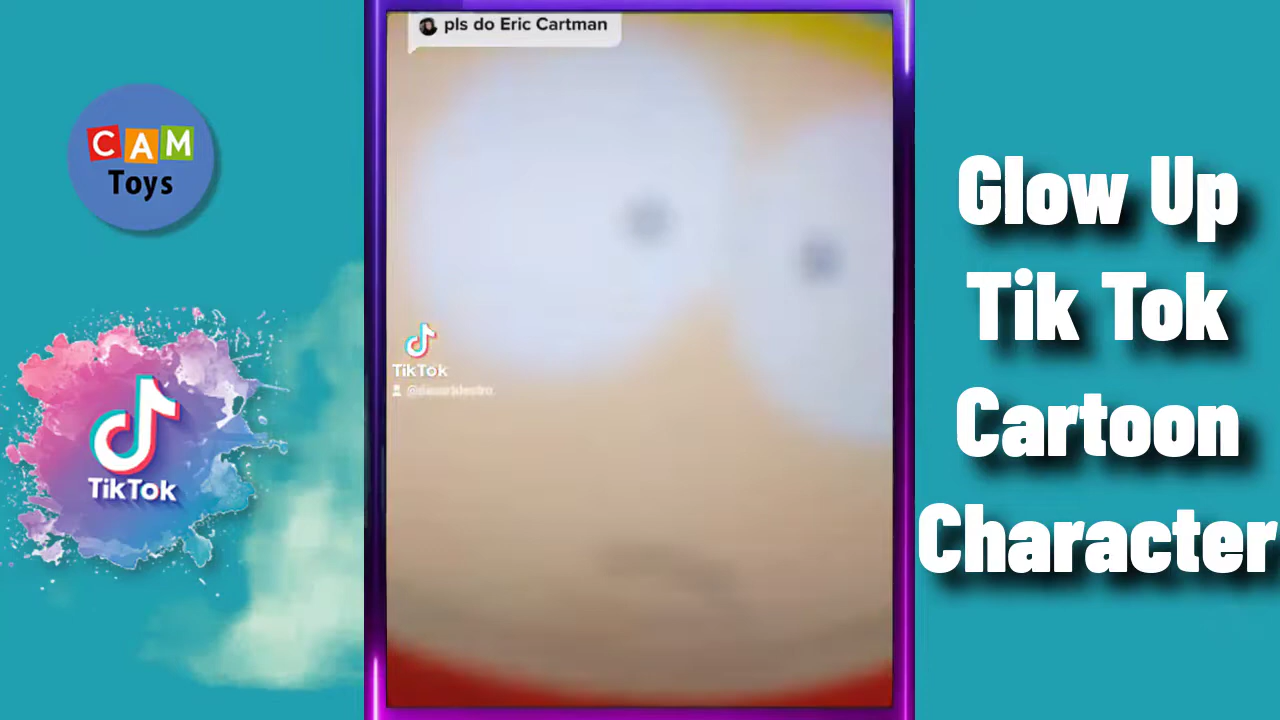 pls do Eric Cartman
CAM
Toys
TikTok
TikTok
Glow Up
Tik Tok
Cartoon
Character